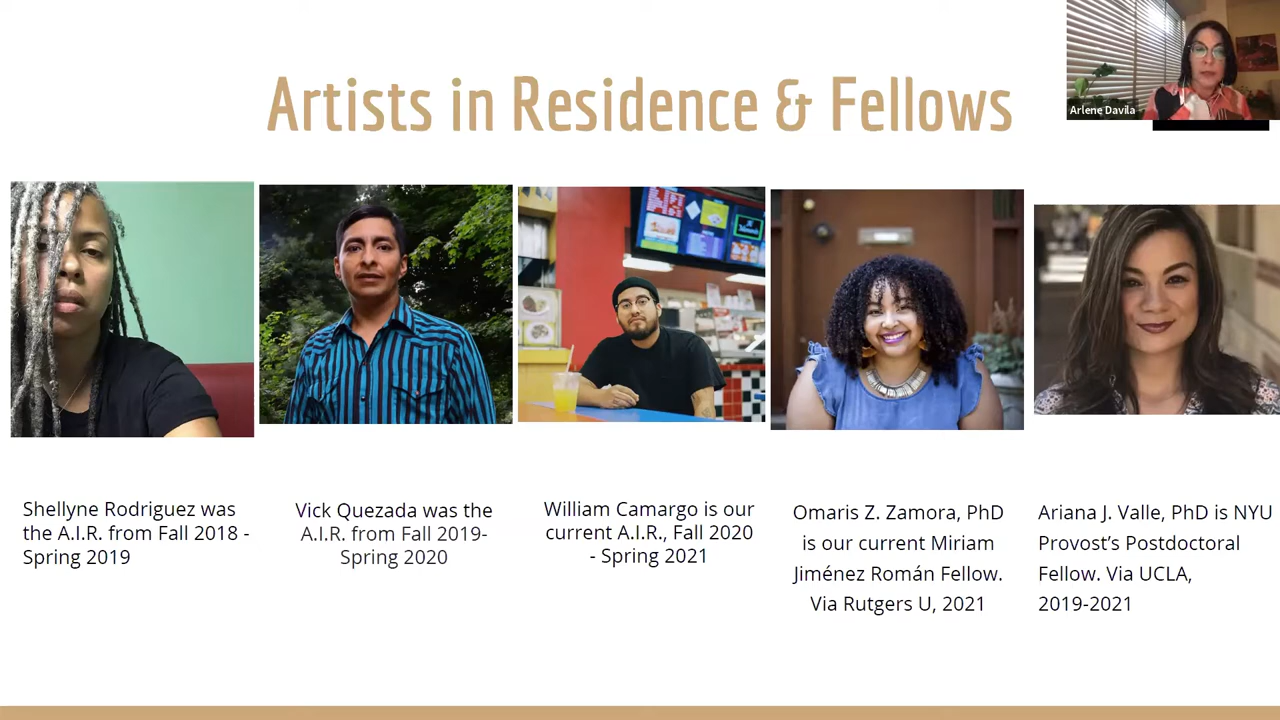 Artists in Residence & Fellows
Arlene Davila
Shellyne Rodriguez was
the A.I.R. from Fall 2018 -
Spring 2019
Vick Quezada was the
A.I.R. from Fall 2019-
Spring 2020
William Camargo is our
current A.I.R., Fall 2020
- Spring 2021
Omaris Z. Zamora, PhD
is our current Miriam
Jiménez Román Fellow.
Via Rutgers U, 2021
Ariana J. Valle, PhD is NYU
Provost’s Postdoctoral
Fellow. Via UCLA,
2019-2021